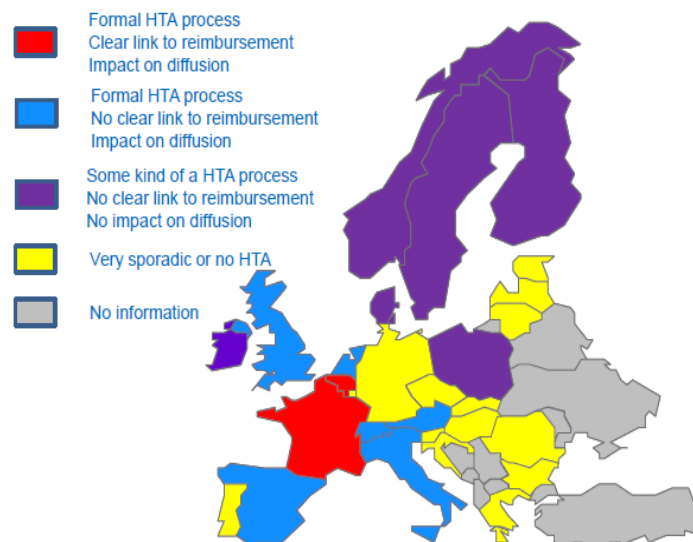 Formal HTA process
Clear link to reimbursement
Impact on diffusion
Formal HTA process
No clear link to reimbursement
Impact on diffusion
Some kind of a HTA process
No clear link to reimbursement
No impact on diffusion
Very sporadic or no HTA
No information